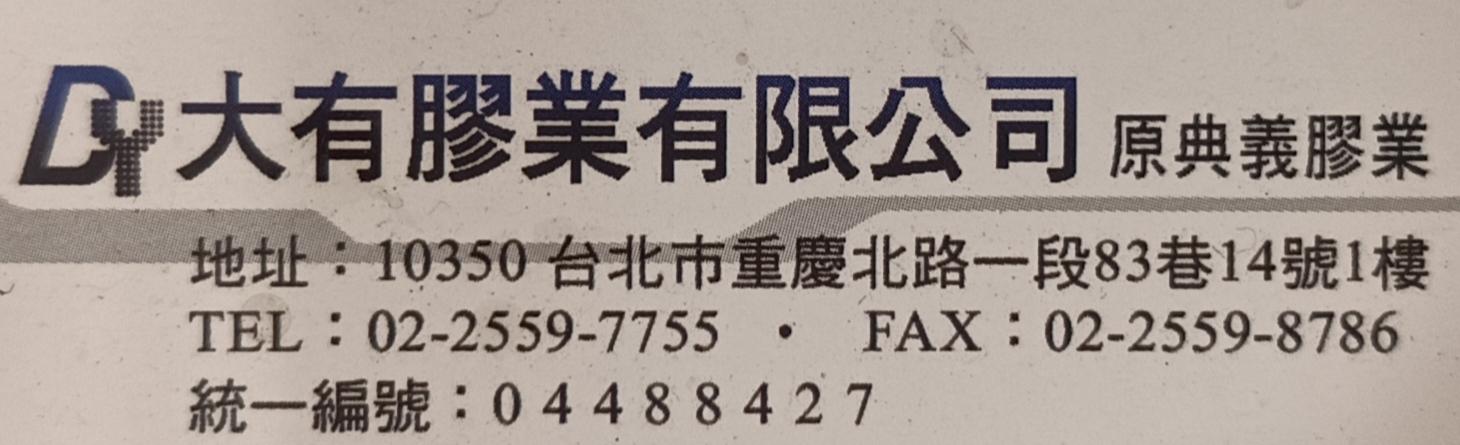 DY 大有膠業有限公司 原典義膠業
地址：10350 台北市重慶北路一段83巷14號1樓
TEL：02-2559-7755 · FAX：02-2559-8786
統一編號：04488427